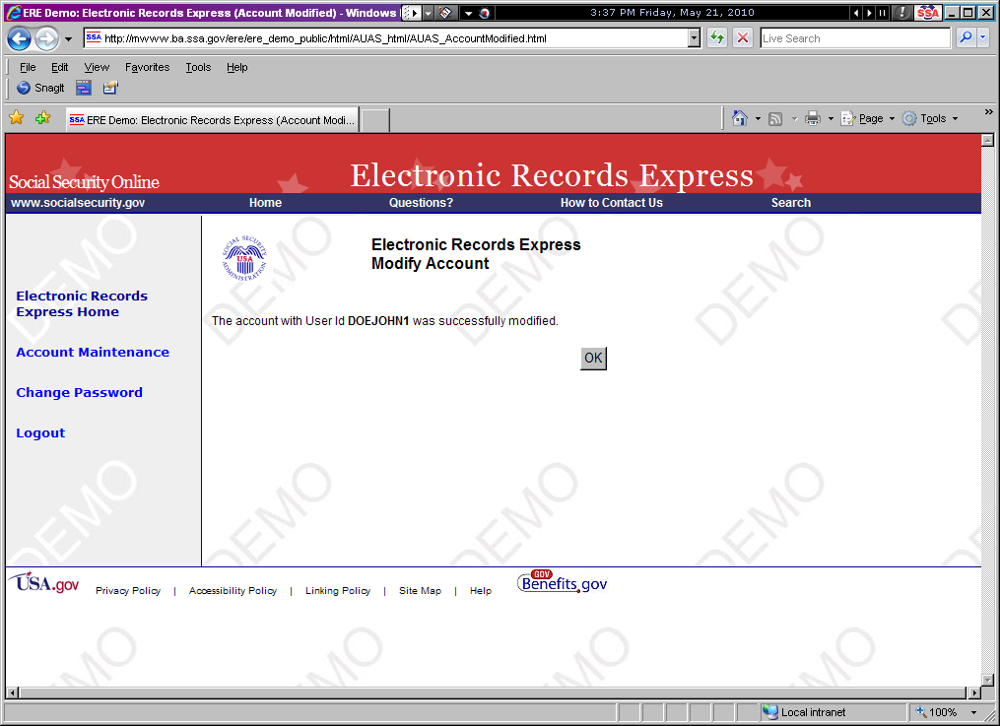 ERE Demo: Electronic Records Express (Account Modified) - Windows
3:37 PM Friday, May 21, 2010
SSA
SSA http://mwww.ba.ssa.gov/ere/ere_demo_public/html/AUAS_html/AUAS_AccountModified.html
Live Search
File Edit View Favorites Tools Help
SnagIt
SSA ERE Demo: Electronic Records Express (Account Modi...
Page Tools »
Social Security Online
Electronic Records Express
www.socialsecurity.gov Home Questions? How to Contact Us Search
SOCIAL SECURITY ADMINISTRATION
USA
Electronic Records Express
Modify Account
Electronic Records
Express Home
The account with User Id DOEJOHN1 was successfully modified.
Account Maintenance
OK
Change Password
Logout
DEMO DEMO DEMO DEMO DEMO
DEMO DEMO DEMO DEMO DEMO
USA.gov Privacy Policy | Accessibility Policy | Linking Policy | Site Map | Help GOV Benefits.gov
DEMO DEMO DEMO DEMO
Local intranet
100%